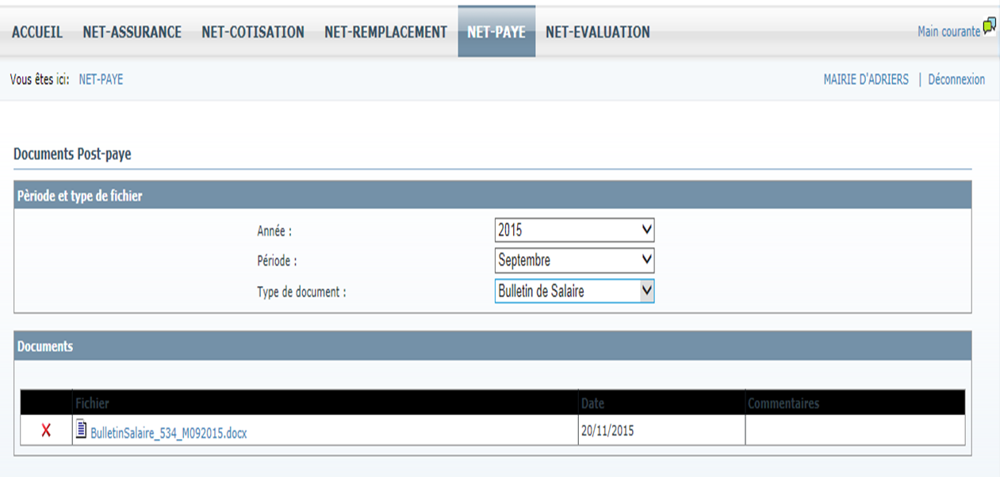 ACCUEIL NET-ASSURANCE NET-COTISATION NET-REMPLACEMENT NET-PAYE NET-EVALUATION Main courante
Vous êtes ici: NET-PAYE MAIRIE D'ADRIERS | Déconnexion
Documents Post-paye
Pèriode et type de fichier
Année : 2015
Période : Septembre
Type de document : Bulletin de Salaire
Documents
Fichier Date Commentaires
BulletinSalaire_534_M092015.docx 20/11/2015